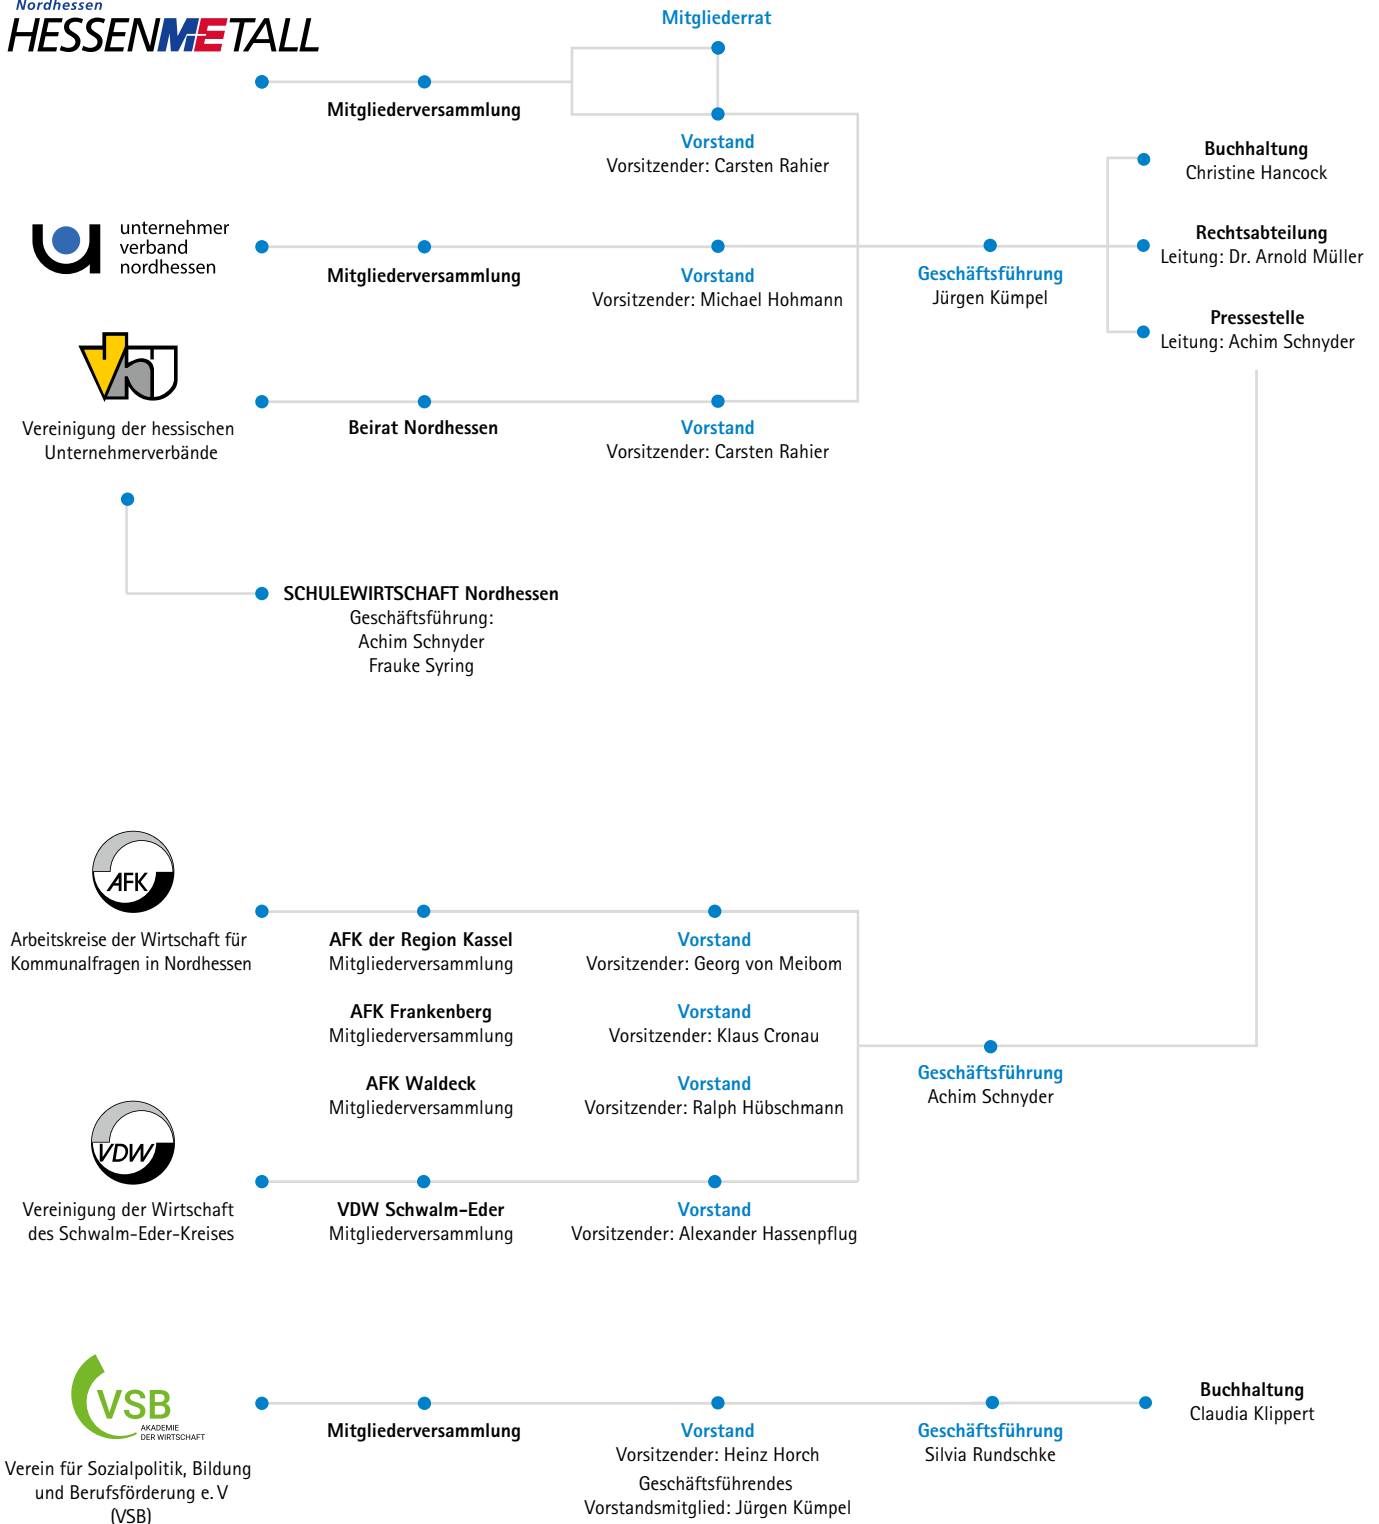 Nordhessen
HESSENMETALL
Mitgliederrat
Mitgliederversammlung
Vorstand
Vorsitzender: Carsten Rahier
Buchhaltung
Christine Hancock
unternehmer
verband
nordhessen
Mitgliederversammlung
Vorstand
Vorsitzender: Michael Hohmann
Geschäftsführung
Jürgen Kümpel
Rechtsabteilung
Leitung: Dr. Arnold Müller
Pressestelle
Leitung: Achim Schnyder
vhu
Vereinigung der hessischen
Unternehmerverbände
Beirat Nordhessen
Vorstand
Vorsitzender: Carsten Rahier
SCHULEWIRTSCHAFT Nordhessen
Geschäftsführung:
Achim Schnyder
Frauke Syring
AFK
Arbeitskreise der Wirtschaft für
Kommunalfragen in Nordhessen
AFK der Region Kassel
Mitgliederversammlung
Vorstand
Vorsitzender: Georg von Meibom
AFK Frankenberg
Mitgliederversammlung
Vorstand
Vorsitzender: Klaus Cronau
AFK Waldeck
Mitgliederversammlung
Vorstand
Vorsitzender: Ralph Hübschmann
Geschäftsführung
Achim Schnyder
VDW
Vereinigung der Wirtschaft
des Schwalm-Eder-Kreises
VDW Schwalm-Eder
Mitgliederversammlung
Vorstand
Vorsitzender: Alexander Hassenpflug
VSB
AKADEMIE
DER WIRTSCHAFT
Verein für Sozialpolitik, Bildung
und Berufsförderung e. V
(VSB)
Mitgliederversammlung
Vorstand
Vorsitzender: Heinz Horch
Geschäftsführendes
Vorstandsmitglied: Jürgen Kümpel
Geschäftsführung
Silvia Rundschke
Buchhaltung
Claudia Klippert